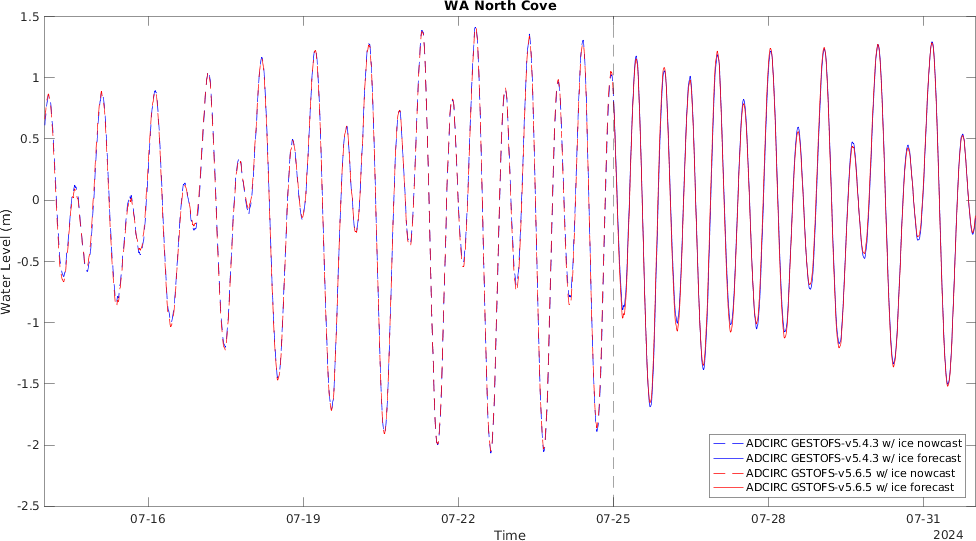 WA North Cove
1.5
1
0.5
0
-0.5
-1
-1.5
-2
-2.5
Water Level (m)
07-16
07-19
07-22
07-25
07-28
07-31
Time
2024
ADCIRC GESTOFS-v5.4.3 w/ ice nowcast
ADCIRC GESTOFS-v5.4.3 w/ ice forecast
ADCIRC GSTOFS-v5.6.5 w/ ice nowcast
ADCIRC GSTOFS-v5.6.5 w/ ice forecast